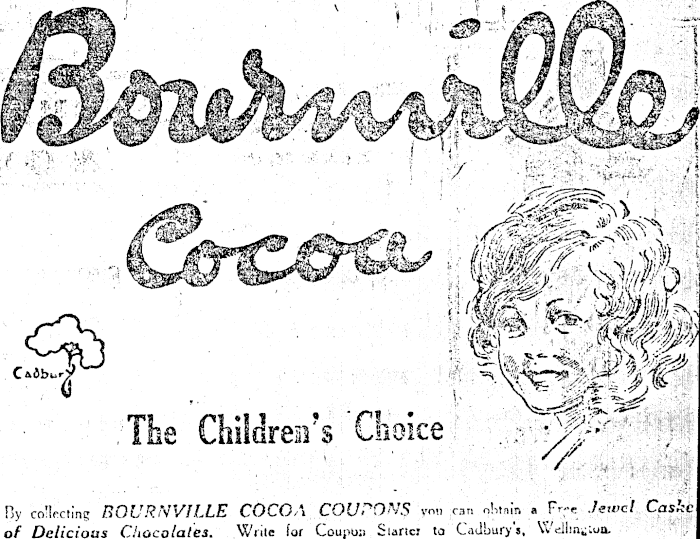 Bournville
Cocoa
Cadbury
The Children's Choice
By collecting BOURNVILLE COCOA COUPONS you can obtain a Free Jewel Caske
of Delicious Chocolates. Write for Coupon Starter to Cadbury's, Wellington.